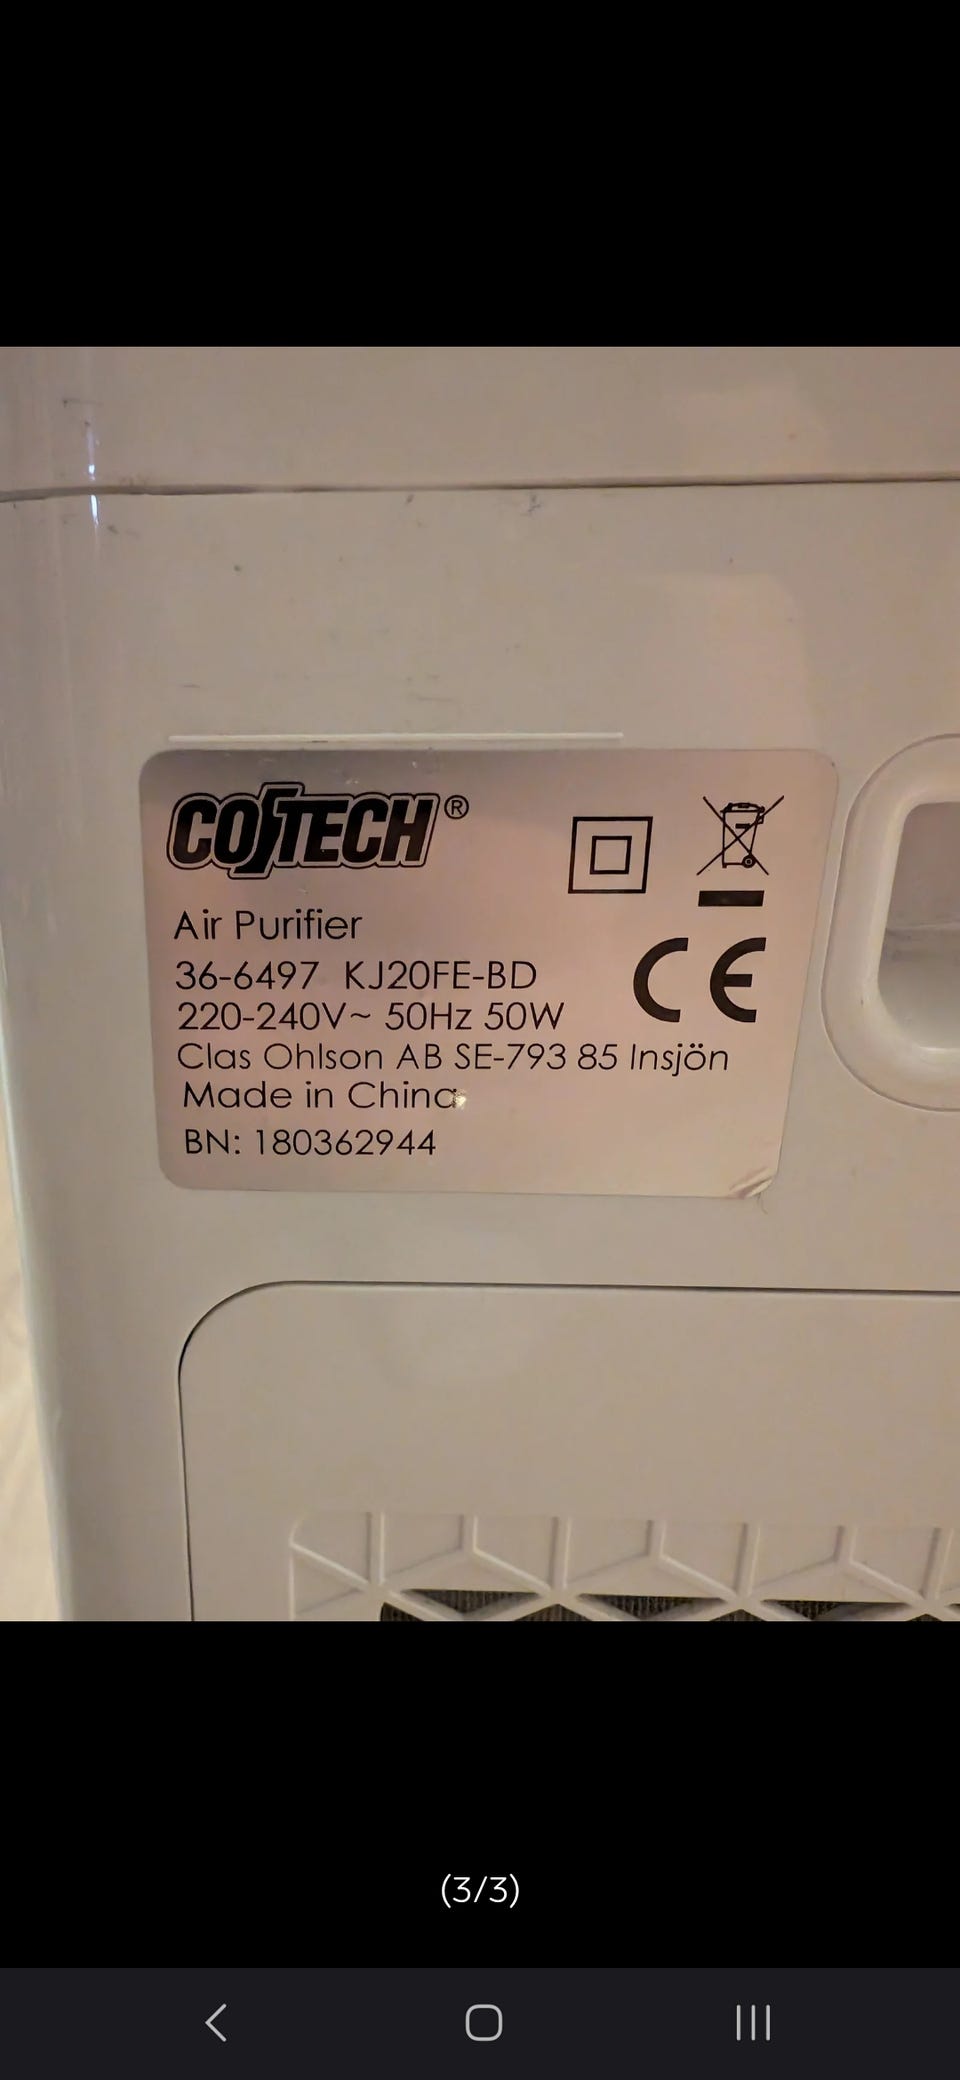 COTECH®
Air Purifier
36-6497 KJ20FE-BD
220-240V~ 50Hz 50W
Clas Ohlson AB SE-793 85 Insjön
Made in China
BN: 180362944
CE
(3/3)